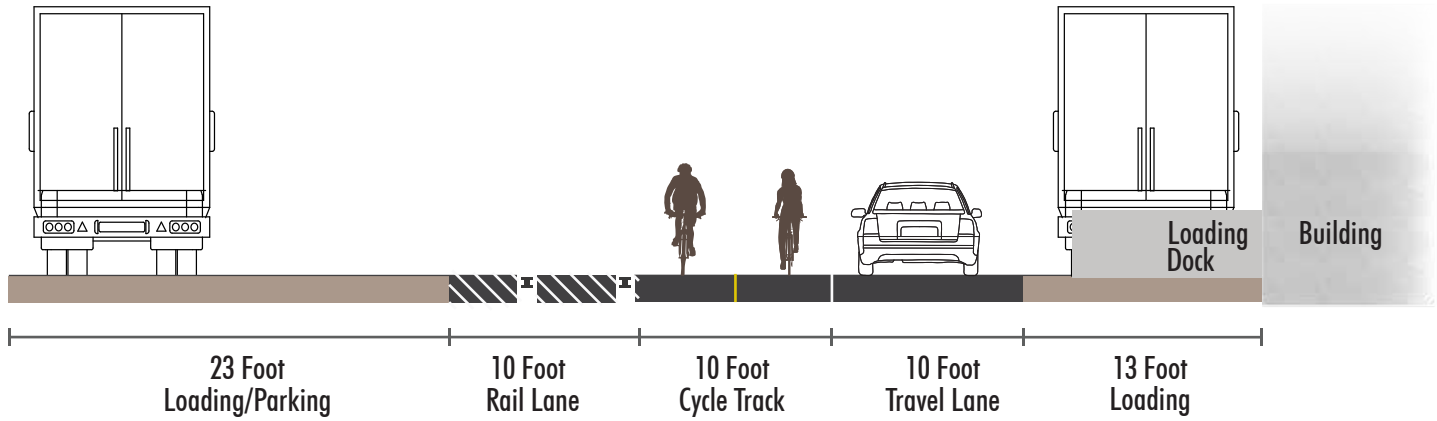 Loading
Dock
Building
23 Foot
Loading/Parking
10 Foot
Rail Lane
10 Foot
Cycle Track
10 Foot
Travel Lane
13 Foot
Loading